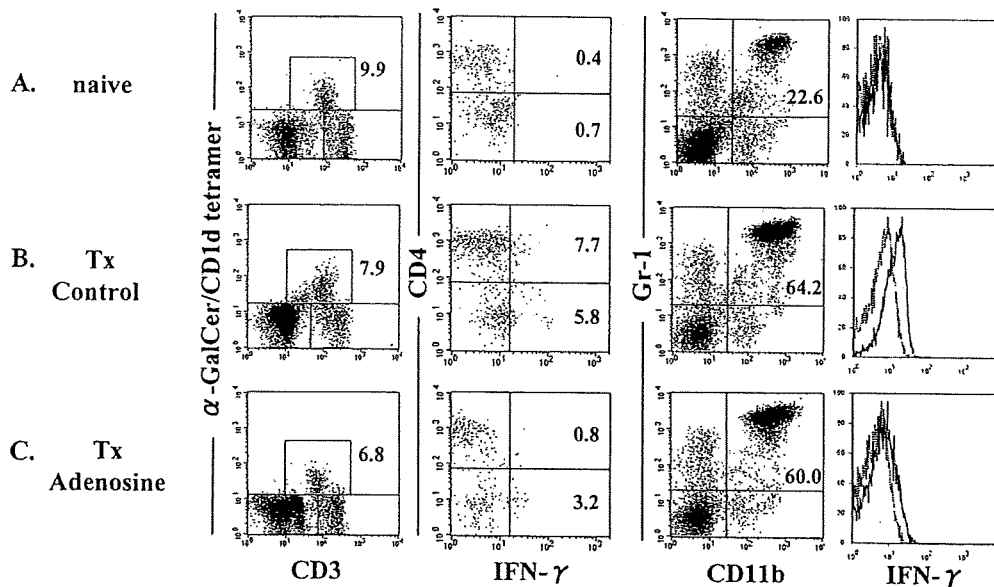 A. naive
B. Tx
Control
C. Tx
Adenosine
α-GalCer/CD1d tetramer
9.9
7.9
6.8
CD3
CD4
0.4
0.7
7.7
5.8
0.8
3.2
IFN-γ
Gr-1
22.6
64.2
60.0
CD11b
IFN-γ